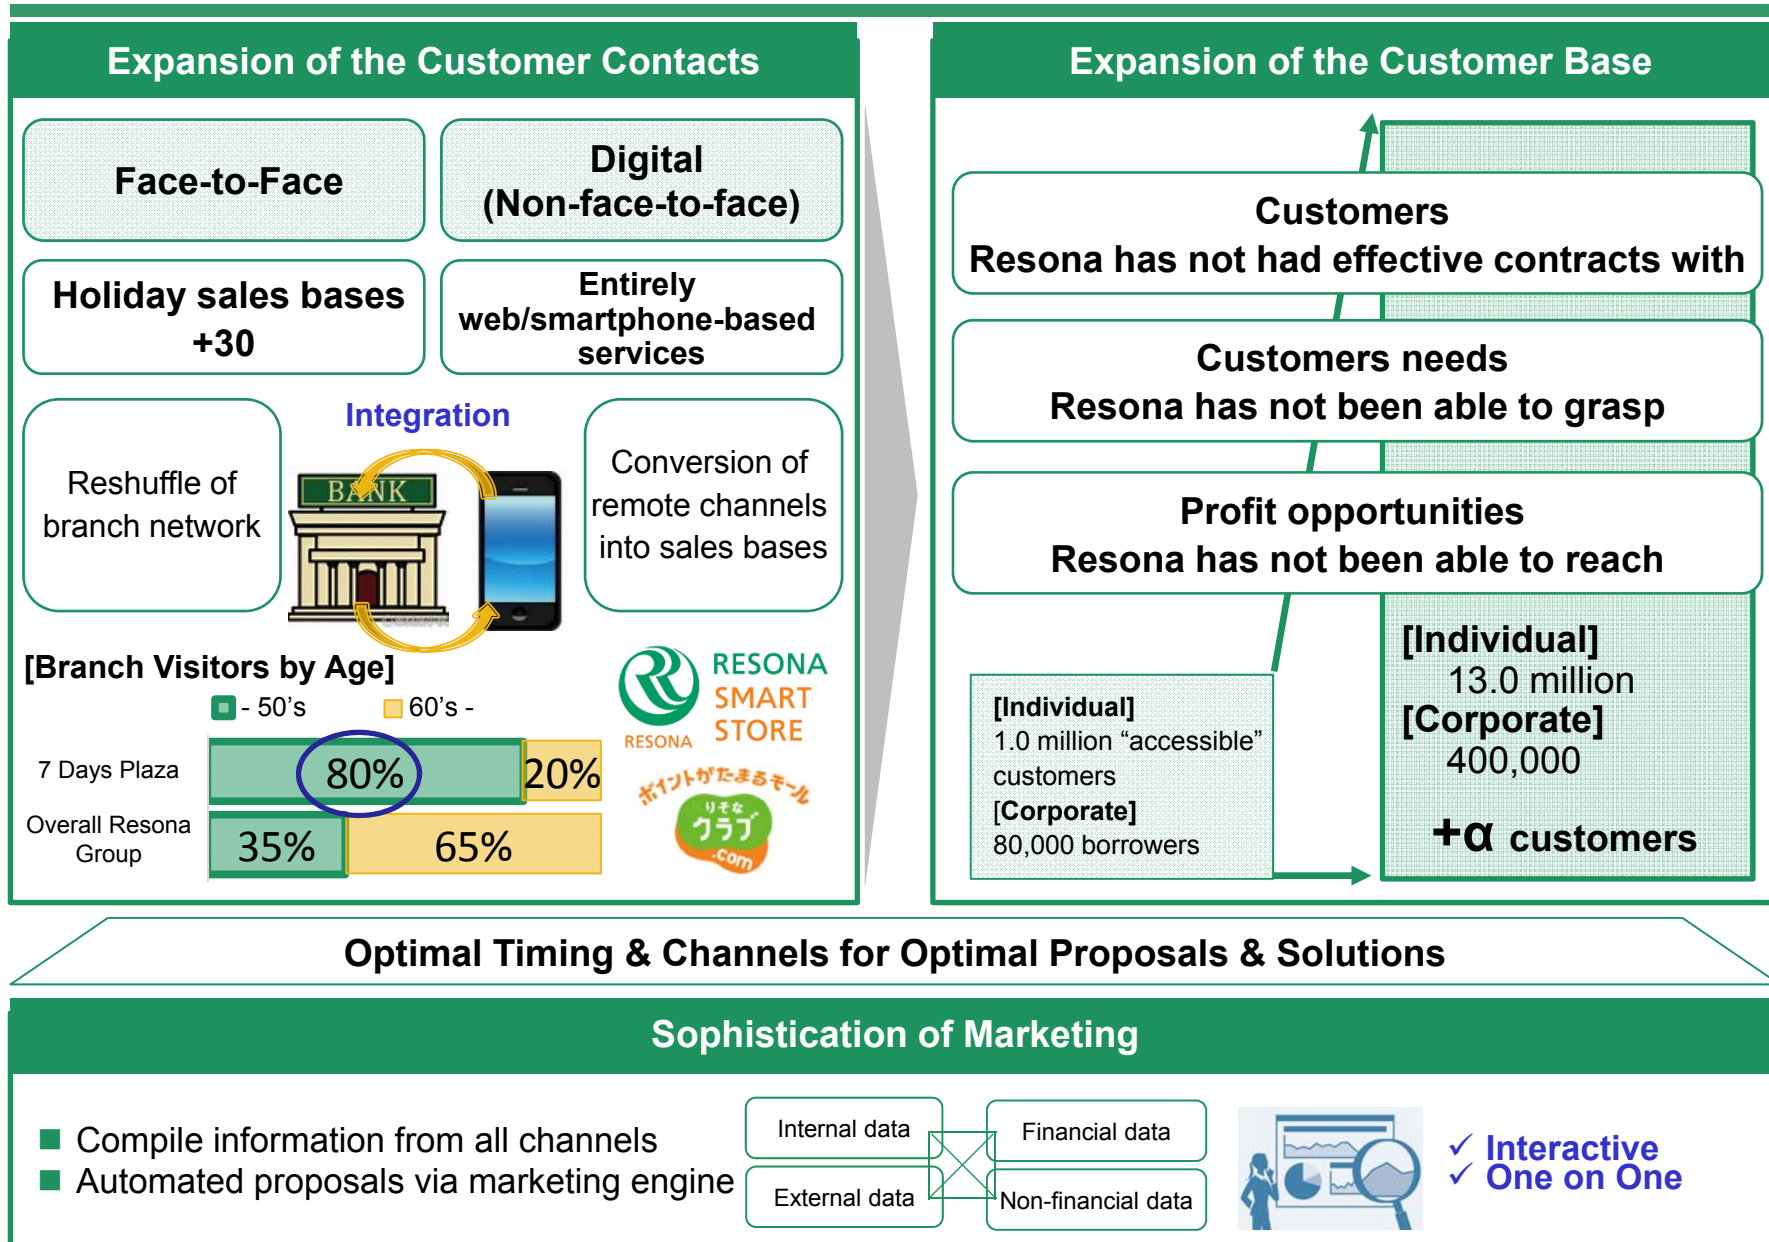 Expansion of the Customer Contacts
Face-to-Face
Digital
(Non-face-to-face)
Holiday sales bases
+30
Entirely
web/smartphone-based
services
Reshuffle of
branch network
Integration
BANK
Conversion of
remote channels
into sales bases
[Branch Visitors by Age]
- 50's
60's -
7 Days Plaza
80%
20%
Overall Resona
Group
35%
65%
RESONA
RESONA
SMART
STORE
ポイントがたまるモール
りそな
クラブ
.com
Expansion of the Customer Base
Customers
Resona has not had effective contracts with
Customers needs
Resona has not been able to grasp
Profit opportunities
Resona has not been able to reach
[Individual]
1.0 million “accessible”
customers
[Corporate]
80,000 borrowers
[Individual]
13.0 million
[Corporate]
400,000
+α customers
Optimal Timing & Channels for Optimal Proposals & Solutions
Sophistication of Marketing
■ Compile information from all channels
■ Automated proposals via marketing engine
Internal data
Financial data
External data
Non-financial data
✓ Interactive
✓ One on One